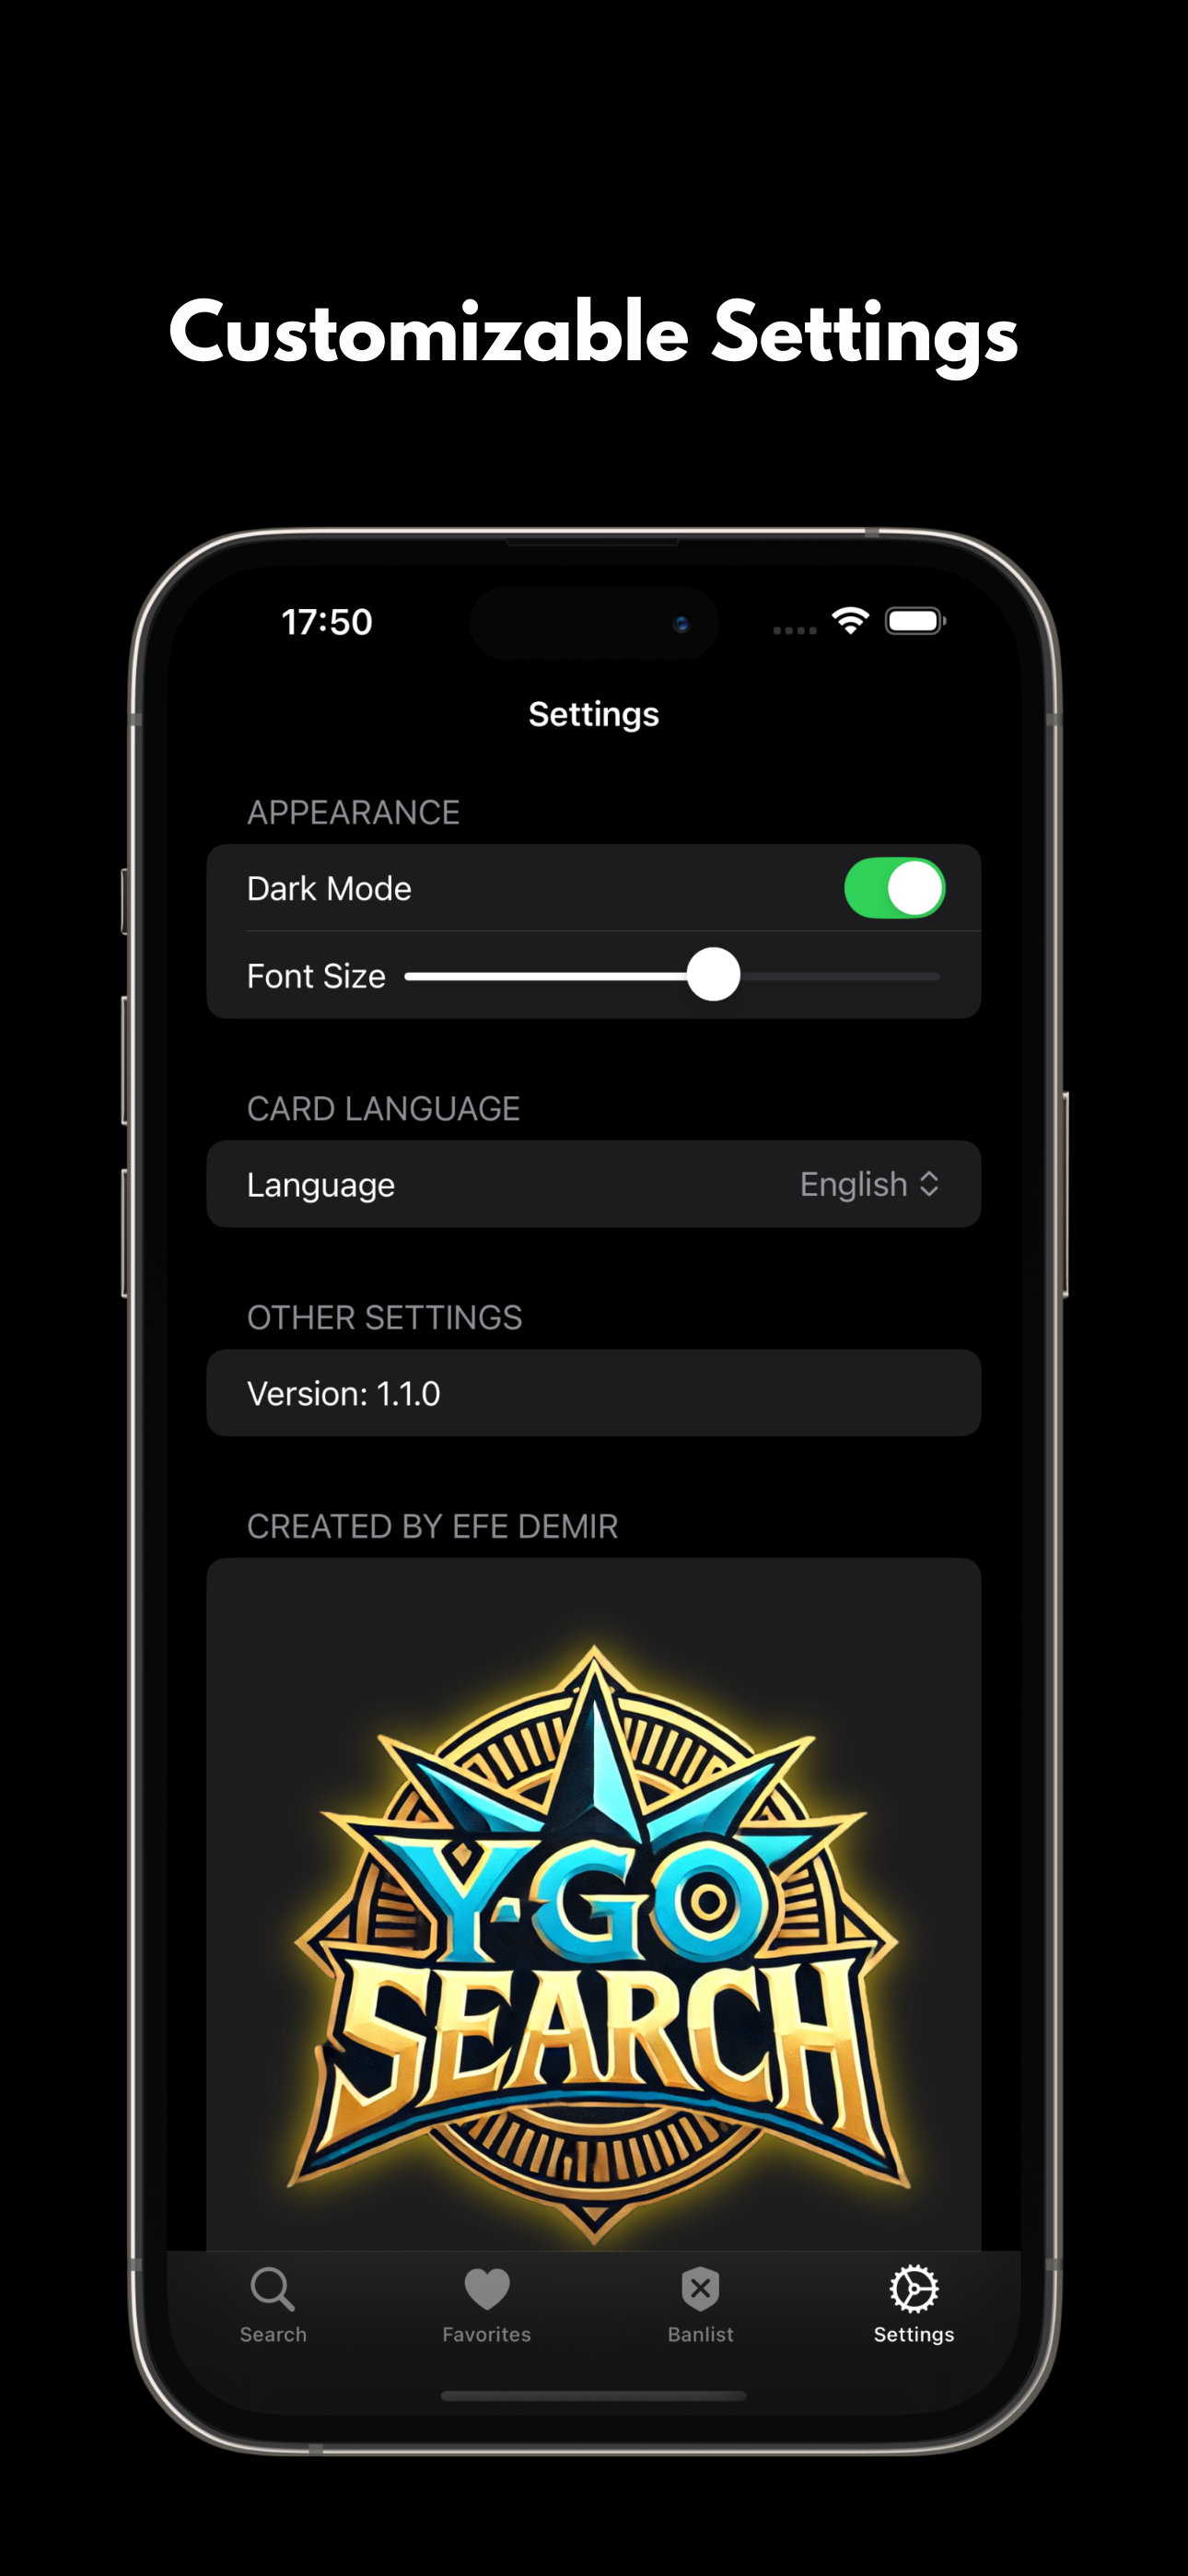 Customizable Settings
17:50
Settings
APPEARANCE
Dark Mode
Font Size
CARD LANGUAGE
Language English
OTHER SETTINGS
Version: 1.1.0
CREATED BY EFE DEMIR
Y-GO
SEARCH
Search Favorites Banlist Settings